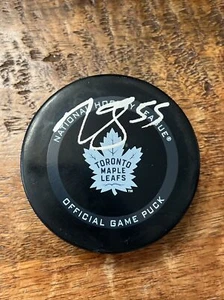 NATIONAL HOCKEY LEAGUE®
55
TORONTO
MAPLE
LEAFS
OFFICIAL GAME PUCK